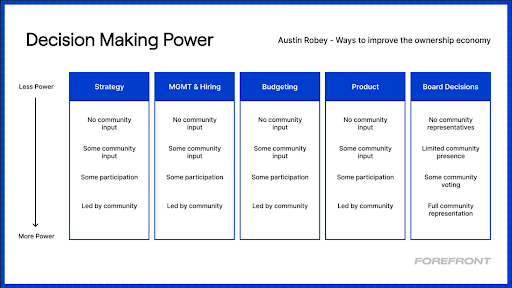 Decision Making Power
Austin Robey - Ways to improve the ownership economy
Less Power
More Power
Strategy
No community
input
Some community
input
Some participation
Led by community
MGMT & Hiring
No community
input
Some community
input
Some participation
Led by community
Budgeting
No community
input
Some community
input
Some participation
Led by community
Product
No community
input
Some community
input
Some participation
Led by community
Board Decisions
No community
representatives
Limited community
presence
Some community
voting
Full community
representation
FOREFRONT